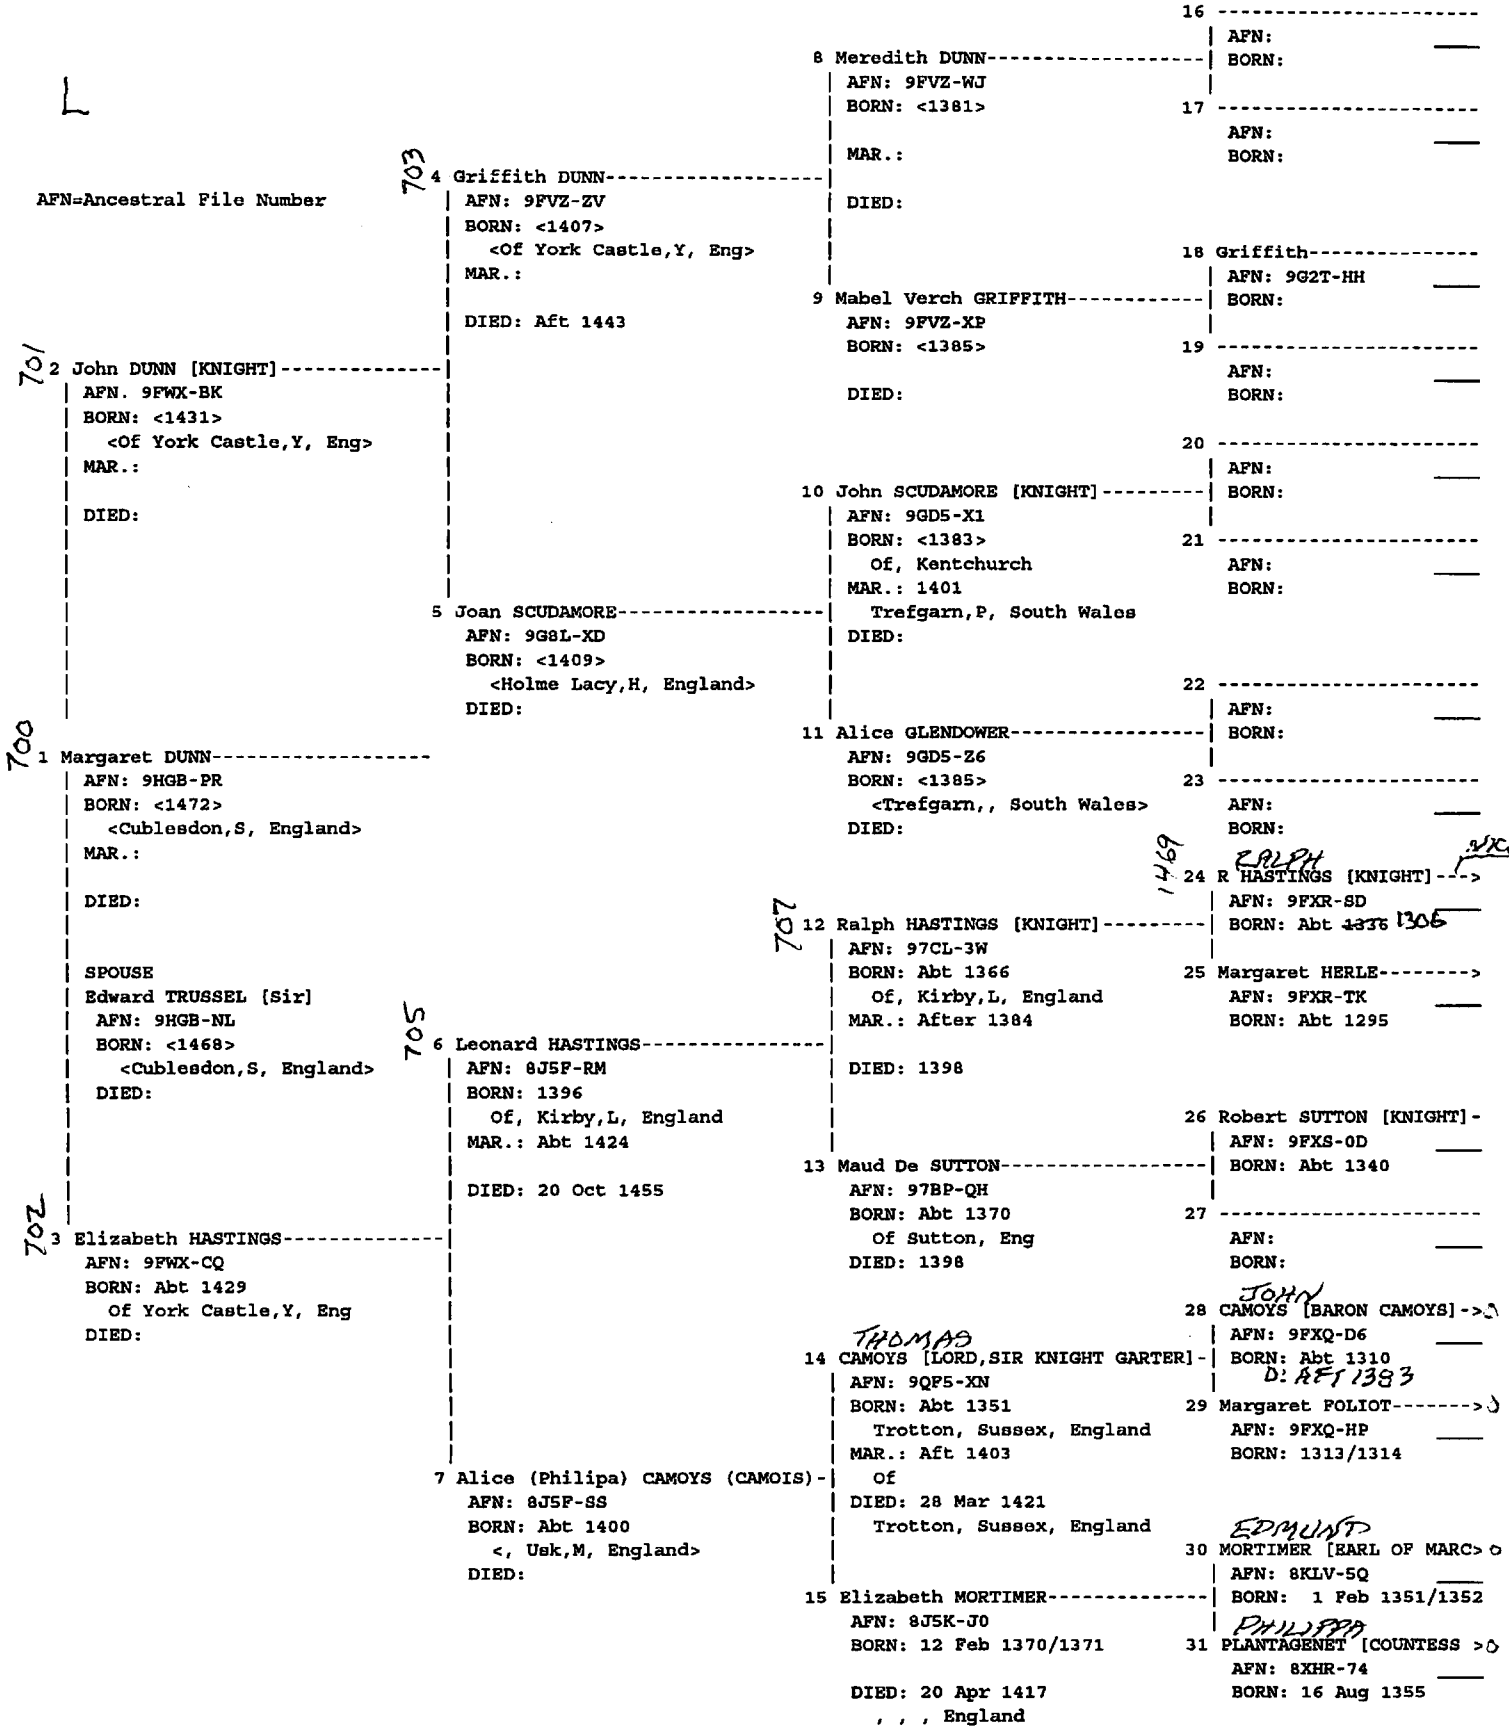 L
AFN=Ancestral File Number
700
1 Margaret DUNN--------------------
AFN: 9HGB-PR
BORN: <1472>
<Cublesdon,S, England>
MAR.:
DIED:
SPOUSE
Edward TRUSSEL [Sir]
AFN: 9HGB-NL
BORN: <1468>
<Cublesdon,S, England>
DIED:
701
2 John DUNN [KNIGHT]--------------
AFN. 9FWX-BK
BORN: <1431>
<Of York Castle,Y, Eng>
MAR.:
DIED:
702
3 Elizabeth HASTINGS--------------
AFN: 9FWX-CQ
BORN: Abt 1429
Of York Castle,Y, Eng
DIED:
703
4 Griffith DUNN-------------------
AFN: 9FVZ-ZV
BORN: <1407>
<Of York Castle,Y, Eng>
MAR.:
DIED: Aft 1443
5 Joan SCUDAMORE------------------
AFN: 9G8L-XD
BORN: <1409>
<Holme Lacy,H, England>
DIED:
705
6 Leonard HASTINGS----------------
AFN: 8J5F-RM
BORN: 1396
Of, Kirby,L, England
MAR.: Abt 1424
DIED: 20 Oct 1455
7 Alice (Philipa) CAMOYS (CAMOIS)-
AFN: 8J5F-SS
BORN: Abt 1400
<, Usk,M, England>
DIED:
8 Meredith DUNN-------------------
AFN: 9FVZ-WJ
BORN: <1381>
MAR.:
DIED:
9 Mabel Verch GRIFFITH------------
AFN: 9FVZ-XP
BORN: <1385>
DIED:
10 John SCUDAMORE [KNIGHT]---------
AFN: 9GD5-X1
BORN: <1383>
Of, Kentchurch
MAR.: 1401
Trefgarn,P, South Wales
DIED:
11 Alice GLENDOWER-----------------
AFN: 9GD5-Z6
BORN: <1385>
<Trefgarn,, South Wales>
DIED:
707
12 Ralph HASTINGS [KNIGHT]---------
AFN: 97CL-3W
BORN: Abt 1366
Of, Kirby,L, England
MAR.: After 1384
DIED: 1398
13 Maud De SUTTON------------------
AFN: 97BP-QH
BORN: Abt 1370
Of Sutton, Eng
DIED: 1398
THOMAS
14 CAMOYS [LORD,SIR KNIGHT GARTER]-
AFN: 9QF5-XN
BORN: Abt 1351
Trotton, Sussex, England
MAR.: Aft 1403
Of
DIED: 28 Mar 1421
Trotton, Sussex, England
15 Elizabeth MORTIMER--------------
AFN: 8J5K-J0
BORN: 12 Feb 1370/1371
DIED: 20 Apr 1417
, , , England
16 ----------------------
AFN:
BORN:
17 ----------------------
AFN:
BORN:
18 Griffith---------------
AFN: 9G2T-HH
BORN:
19 ----------------------
AFN:
BORN:
20 ----------------------
AFN:
BORN:
21 ----------------------
AFN:
BORN:
22 ----------------------
AFN:
BORN:
23 ----------------------
AFN:
BORN:
1469
RALPH
24 R HASTINGS [KNIGHT]--->
AFN: 9FXR-SD
BORN: Abt 1336 1306
25 Margaret HERLE-------->
AFN: 9FXR-TK
BORN: Abt 1295
26 Robert SUTTON [KNIGHT]-
AFN: 9FXS-0D
BORN: Abt 1340
27 ----------------------
AFN:
BORN:
JOHN
28 CAMOYS [BARON CAMOYS]->
AFN: 9FXQ-D6
BORN: Abt 1310
D: AFT 1383
29 Margaret FOLIOT------->
AFN: 9FXQ-HP
BORN: 1313/1314
EDMUND
30 MORTIMER [EARL OF MARC>
AFN: 8KLV-5Q
BORN: 1 Feb 1351/1352
PHILIPPA
31 PLANTAGENET [COUNTESS >
AFN: 8XHR-74
BORN: 16 Aug 1355